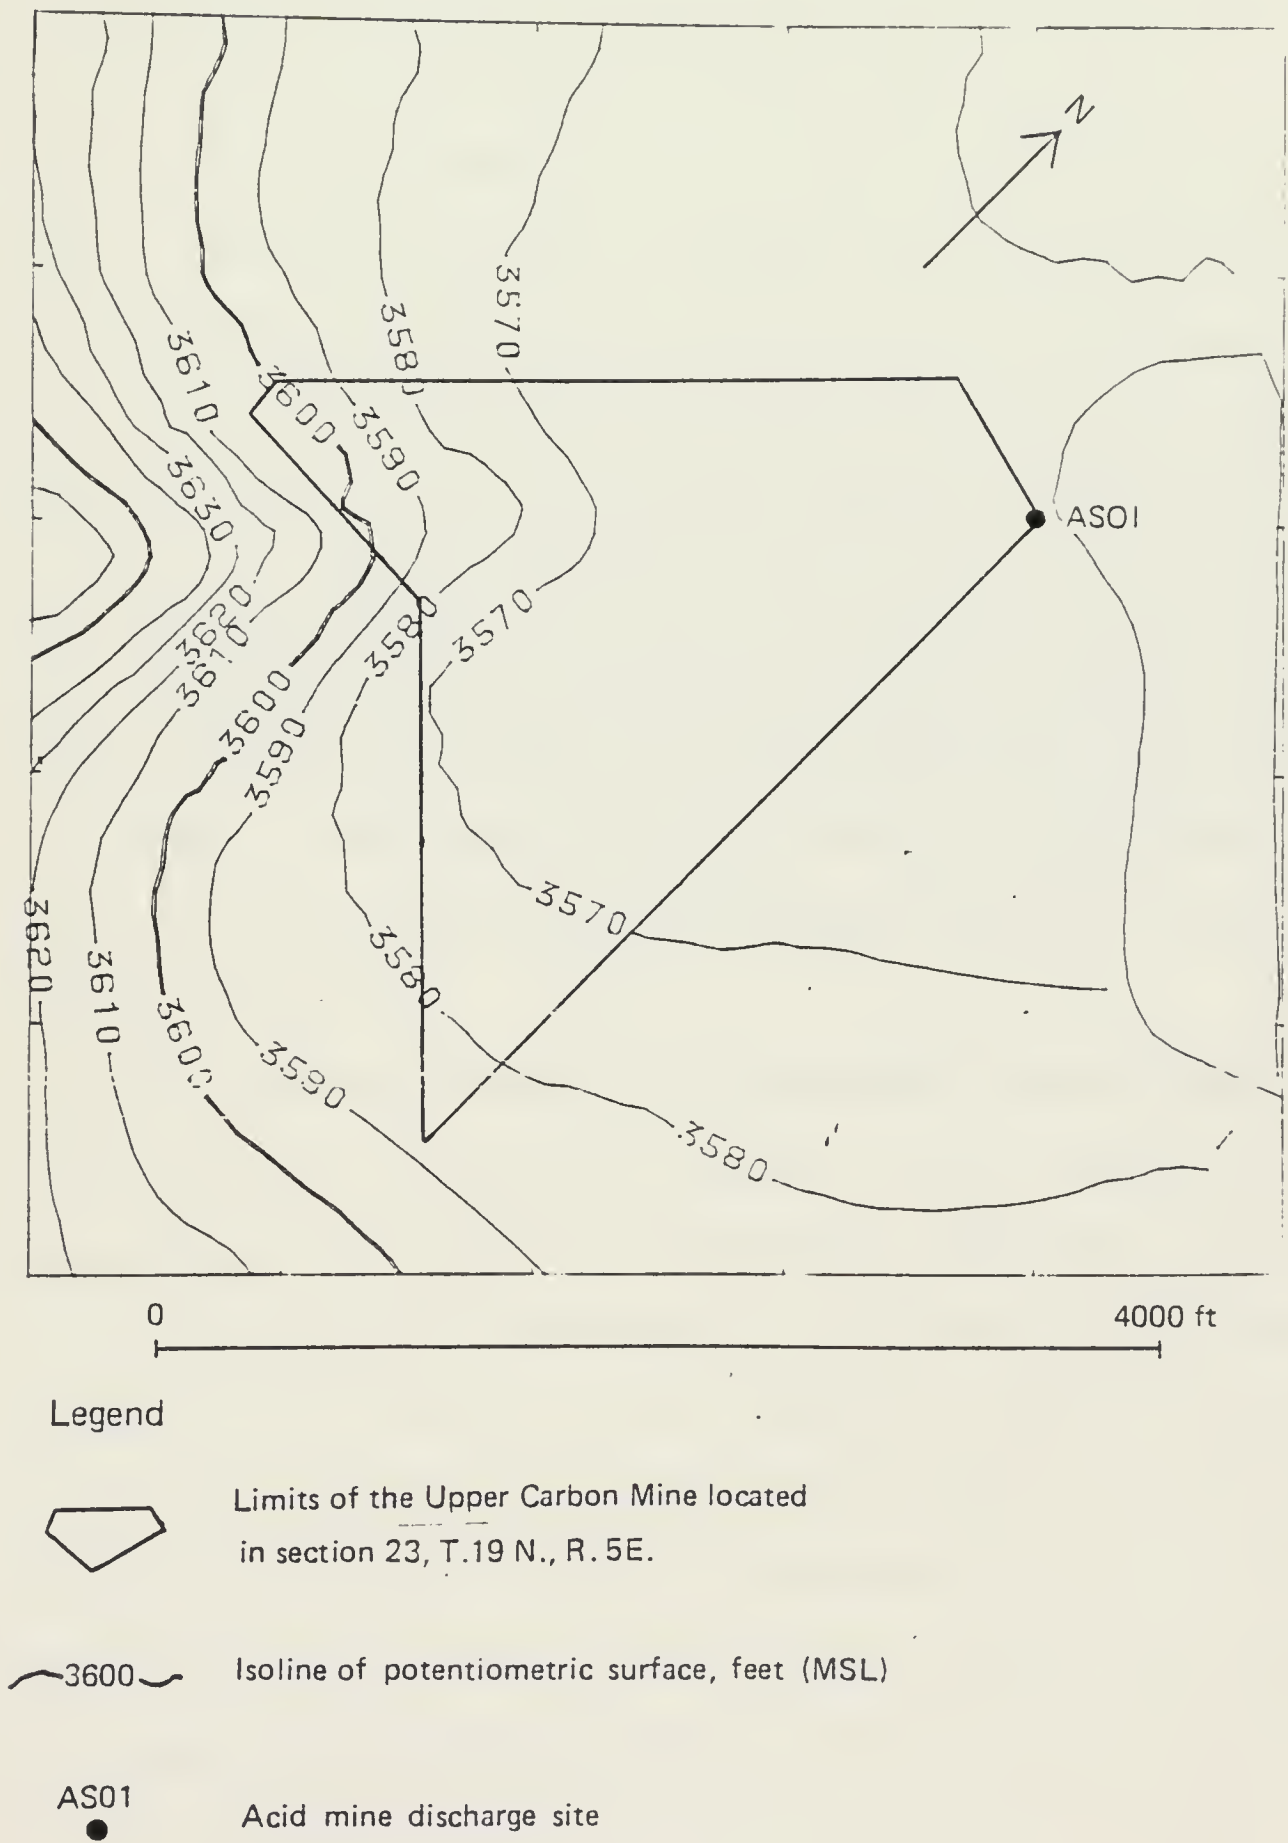 N
3570
3580
3610
3600
3590
3630
AS01
3620
3610
3580
3570
3600
3590
3570
3620
3610
3580
3600
3590
3580
0
4000 ft
Legend
Limits of the Upper Carbon Mine located
in section 23, T.19 N., R. 5E.
3600
Isoline of potentiometric surface, feet (MSL)
AS01
Acid mine discharge site